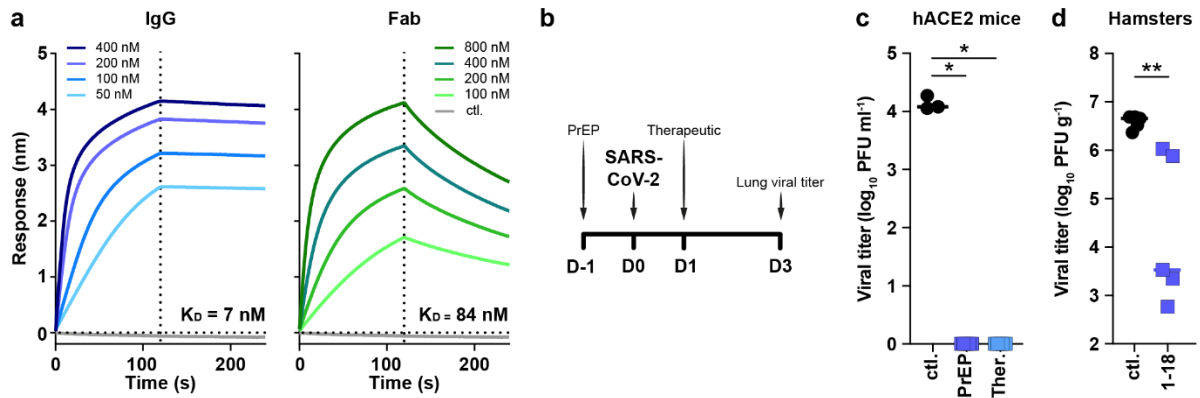 a
IgG
Fab
400 nM
200 nM
100 nM
50 nM
800 nM
400 nM
200 nM
100 nM
ctl.
Response (nm)
5
4
3
2
1
0
K_D = 7 nM
K_D = 84 nM
0
100
200
0
100
200
Time (s)
Time (s)
b
PrEP
SARS-
CoV-2
Therapeutic
Lung viral titer
D-1
D0
D1
D3
c
hACE2 mice
Viral titer (log₁₀ PFU ml⁻¹)
5
4
3
2
1
0
*
*
ctl.
PrEP
Ther.
d
Hamsters
Viral titer (log₁₀ PFU g⁻¹)
8
7
6
5
4
3
2
**
ctl.
1-18